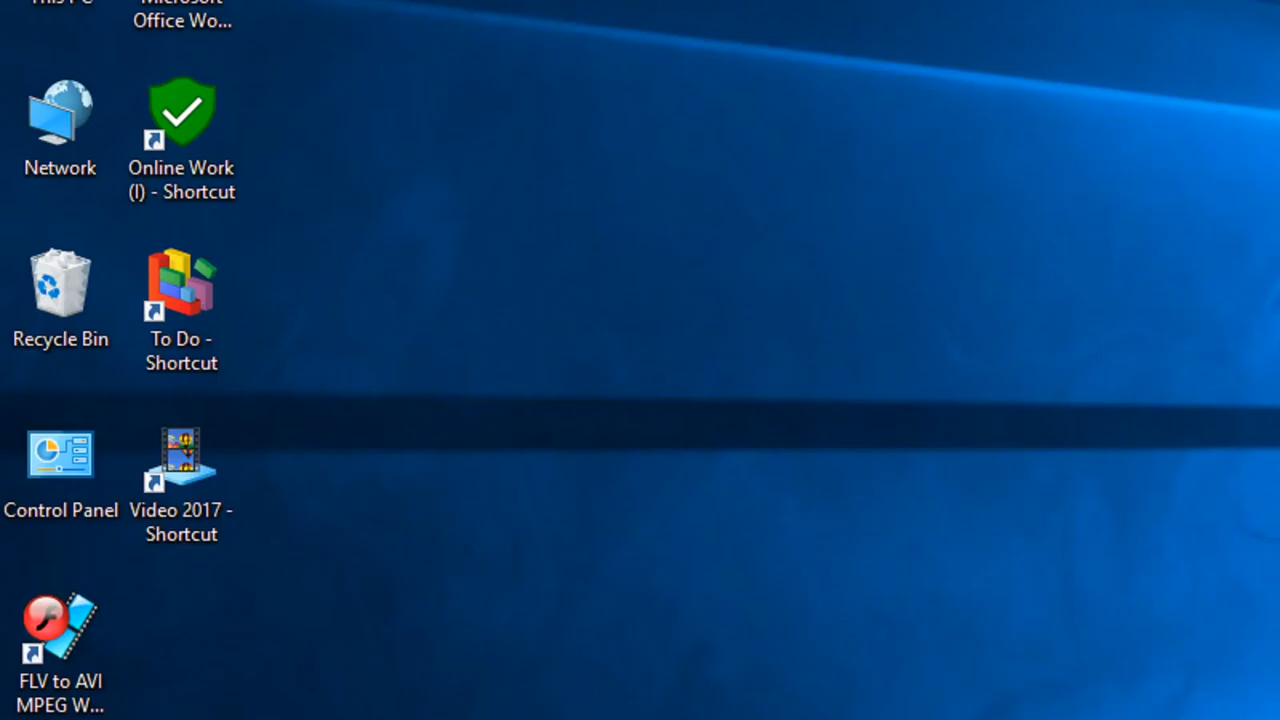 This PC
Microsoft
Office Wo...
Network
Online Work
(I) - Shortcut
Recycle Bin
To Do -
Shortcut
Control Panel
Video 2017 -
Shortcut
FLV to AVI
MPEG W...